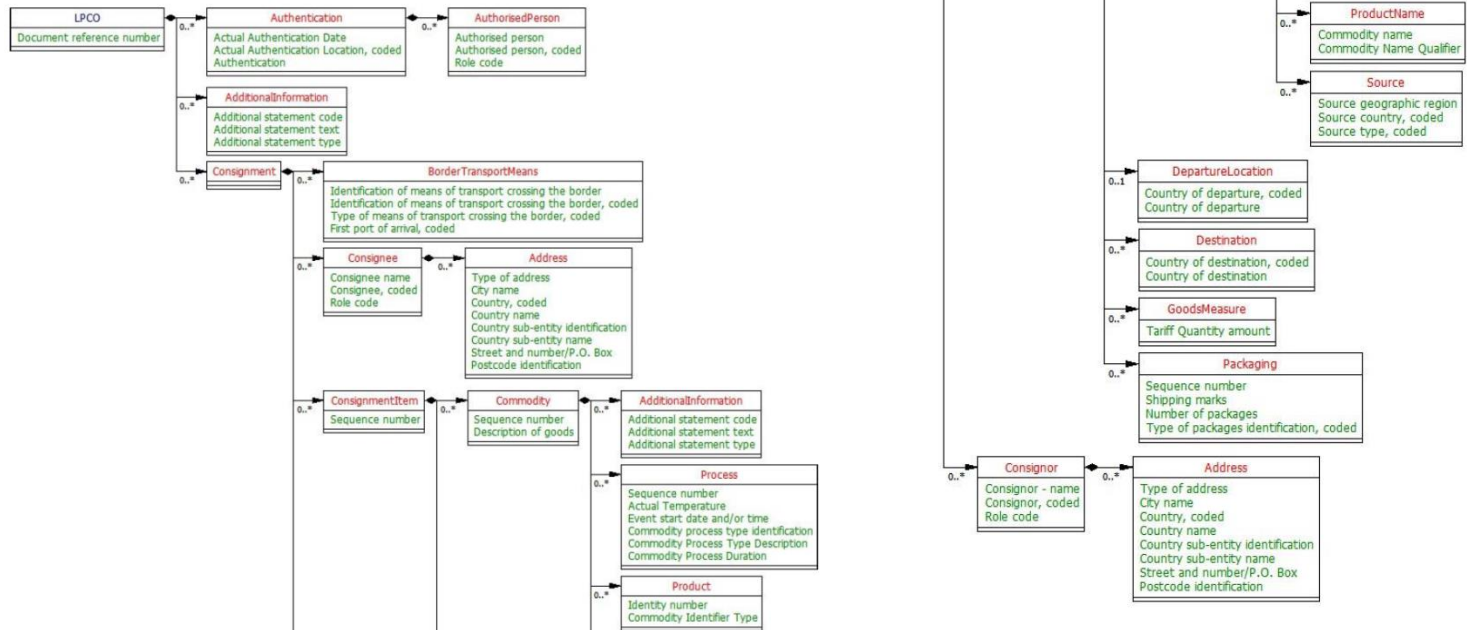 LPCO
Document reference number
0..*
Authentication
Actual Authentication Date
Actual Authentication Location, coded
Authentication
0..*
AuthorisedPerson
Authorised person
Authorised person, coded
Role code
0..*
AdditionalInformation
Additional statement code
Additional statement text
Additional statement type
0..*
Consignment
0..*
BorderTransportMeans
Identification of means of transport crossing the border
Identification of means of transport crossing the border, coded
Type of means of transport crossing the border, coded
First port of arrival, coded
0..*
Consignee
Consignee name
Consignee, coded
Role code
0..*
Address
Type of address
City name
Country, coded
Country name
Country sub-entity identification
Country sub-entity name
Street and number/P.O. Box
Postcode identification
0..*
ConsignmentItem
Sequence number
0..*
Commodity
Sequence number
Description of goods
0..*
AdditionalInformation
Additional statement code
Additional statement text
Additional statement type
0..*
Process
Sequence number
Actual Temperature
Event start date and/or time
Commodity process type identification
Commodity Process Type Description
Commodity Process Duration
0..*
Product
Identity number
Commodity Identifier Type
0..*
ProductName
Commodity name
Commodity Name Qualifier
0..*
Source
Source geographic region
Source country, coded
Source type, coded
0..1
DepartureLocation
Country of departure, coded
Country of departure
0..*
Destination
Country of destination, coded
Country of destination
0..*
GoodsMeasure
Tariff Quantity amount
0..*
Packaging
Sequence number
Shipping marks
Number of packages
Type of packages identification, coded
0..*
Consignor
Consignor - name
Consignor, coded
Role code
0..*
Address
Type of address
City name
Country, coded
Country name
Country sub-entity identification
Country sub-entity name
Street and number/P.O. Box
Postcode identification